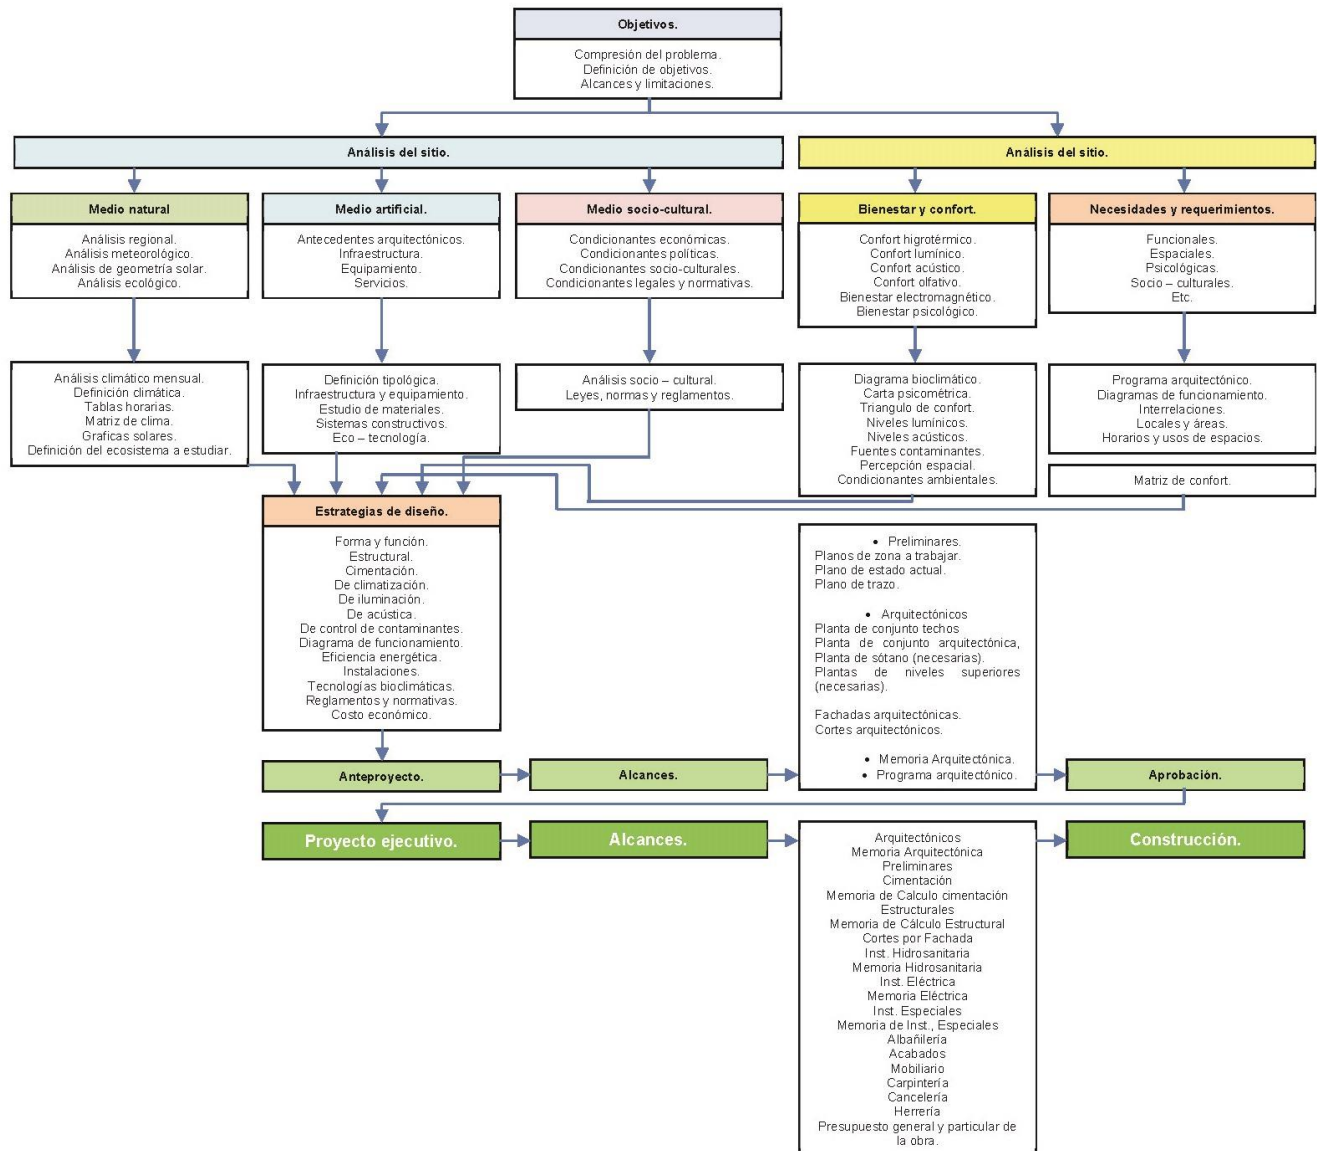 Objetivos.
Compresión del problema.
Definición de objetivos.
Alcances y limitaciones.
Análisis del sitio.
Análisis del sitio.
Medio natural
Análisis regional.
Análisis meteorológico.
Análisis de geometría solar.
Análisis ecológico.
Medio artificial.
Antecedentes arquitectónicos.
Infraestructura.
Equipamiento.
Servicios.
Medio socio-cultural.
Condicionantes económicas.
Condicionantes políticas.
Condicionantes socio-culturales.
Condicionantes legales y normativas.
Bienestar y confort.
Confort higrotérmico.
Confort lumínico.
Confort acústico.
Confort olfativo.
Bienestar electromagnético.
Bienestar psicológico.
Necesidades y requerimientos.
Funcionales.
Espaciales.
Psicológicas.
Socio – culturales.
Etc.
Análisis climático mensual.
Definición climática.
Tablas horarias.
Matriz de clima.
Graficas solares.
Definición del ecosistema a estudiar.
Definición tipológica.
Infraestructura y equipamiento.
Estudio de materiales.
Sistemas constructivos.
Eco – tecnología.
Análisis socio – cultural.
Leyes, normas y reglamentos.
Diagrama bioclimático.
Carta psicométrica.
Triangulo de confort.
Niveles lumínicos.
Niveles acústicos.
Fuentes contaminantes.
Percepción espacial.
Condicionantes ambientales.
Programa arquitectónico.
Diagramas de funcionamiento.
Interrelaciones.
Locales y áreas.
Horarios y usos de espacios.
Matriz de confort.
Estrategias de diseño.
Forma y función.
Estructural.
Cimentación.
De climatización.
De iluminación.
De acústica.
De control de contaminantes.
Diagrama de funcionamiento.
Eficiencia energética.
Instalaciones.
Tecnologías bioclimáticas.
Reglamentos y normativas.
Costo económico.
Anteproyecto.
Alcances.
• Preliminares.
Planos de zona a trabajar.
Plano de estado actual.
Plano de trazo.
• Arquitectónicos
Planta de conjunto techos
Planta de conjunto arquitectónica,
Planta de sótano (necesarias).
Plantas de niveles superiores
(necesarias).
Fachadas arquitectónicas.
Cortes arquitectónicos.
• Memoria Arquitectónica.
• Programa arquitectónico.
Aprobación.
Proyecto ejecutivo.
Alcances.
Arquitectónicos
Memoria Arquitectónica
Preliminares
Cimentación
Memoria de Calculo cimentación
Estructurales
Memoria de Cálculo Estructural
Cortes por Fachada
Inst. Hidrosanitaria
Memoria Hidrosanitaria
Inst. Eléctrica
Memoria Eléctrica
Inst. Especiales
Memoria de Inst., Especiales
Albañilería
Acabados
Mobiliario
Carpintería
Cancelería
Herrería
Presupuesto general y particular de
la obra.
Construcción.